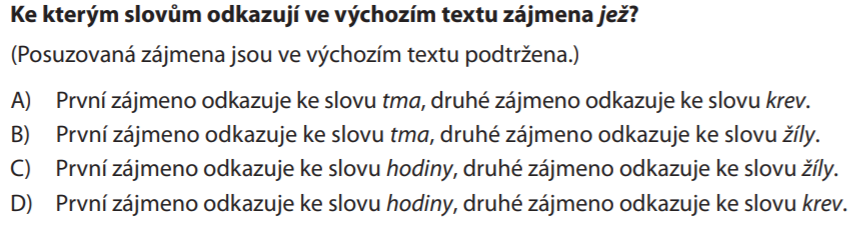 Ke kterým slovům odkazují ve výchozím textu zájmena jež?
(Posuzovaná zájmena jsou ve výchozím textu podtržena.)
A) První zájmeno odkazuje ke slovu tma, druhé zájmeno odkazuje ke slovu krev.
B) První zájmeno odkazuje ke slovu tma, druhé zájmeno odkazuje ke slovu žíly.
C) První zájmeno odkazuje ke slovu hodiny, druhé zájmeno odkazuje ke slovu žíly.
D) První zájmeno odkazuje ke slovu hodiny, druhé zájmeno odkazuje ke slovu krev.